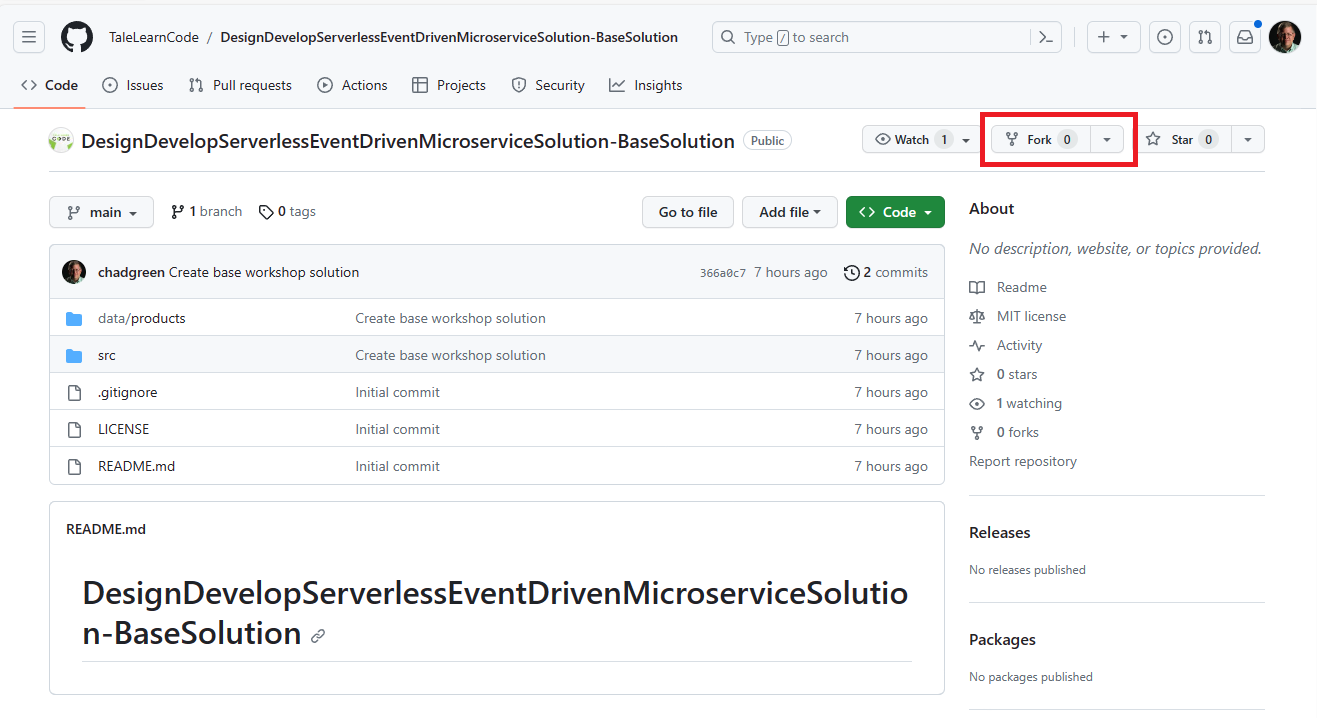 TaleLearnCode / DesignDevelopServerlessEventDrivenMicroserviceSolution-BaseSolution
Type / to search
Code Issues Pull requests Actions Projects Security Insights
CODE
DesignDevelopServerlessEventDrivenMicroserviceSolution-BaseSolution Public
Watch 1 Fork 0 Star 0
main 1 branch 0 tags Go to file Add file Code
chadgreen Create base workshop solution 366a0c7 7 hours ago 2 commits
data/products Create base workshop solution 7 hours ago
src Create base workshop solution 7 hours ago
.gitignore Initial commit 7 hours ago
LICENSE Initial commit 7 hours ago
README.md Initial commit 7 hours ago
README.md
DesignDevelopServerlessEventDrivenMicroserviceSolutio
n-BaseSolution
About
No description, website, or topics provided.
Readme
MIT license
Activity
0 stars
1 watching
0 forks
Report repository
Releases
No releases published
Packages
No packages published